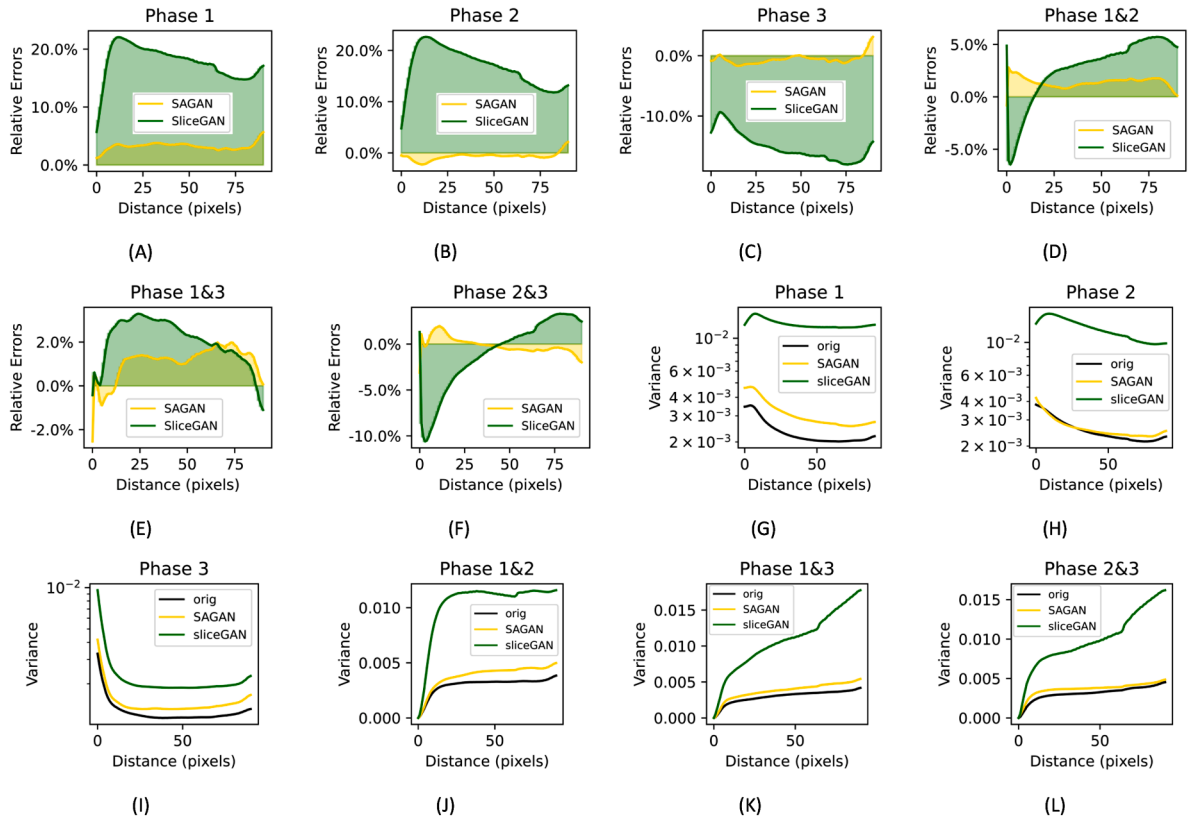 Phase 1
Relative Errors
20.0%
10.0%
0.0%
SAGAN
SliceGAN
0 25 50 75
Distance (pixels)
(A)
Phase 2
Relative Errors
20.0%
10.0%
0.0%
SAGAN
SliceGAN
0 25 50 75
Distance (pixels)
(B)
Phase 3
Relative Errors
0.0%
-10.0%
SAGAN
SliceGAN
0 25 50 75
Distance (pixels)
(C)
Phase 1&2
Relative Errors
5.0%
0.0%
-5.0%
SAGAN
SliceGAN
0 25 50 75
Distance (pixels)
(D)
Phase 1&3
Relative Errors
2.0%
0.0%
-2.0%
SAGAN
SliceGAN
0 25 50 75
Distance (pixels)
(E)
Phase 2&3
Relative Errors
0.0%
-5.0%
-10.0%
SAGAN
SliceGAN
0 25 50 75
Distance (pixels)
(F)
Phase 1
Variance
10⁻²
6 × 10⁻³
4 × 10⁻³
3 × 10⁻³
2 × 10⁻³
orig
SAGAN
sliceGAN
0 50
Distance (pixels)
(G)
Phase 2
Variance
10⁻²
6 × 10⁻³
4 × 10⁻³
3 × 10⁻³
2 × 10⁻³
orig
SAGAN
sliceGAN
0 50
Distance (pixels)
(H)
Phase 3
Variance
10⁻²
orig
SAGAN
sliceGAN
0 50
Distance (pixels)
(I)
Phase 1&2
Variance
0.010
0.005
0.000
orig
SAGAN
sliceGAN
0 50
Distance (pixels)
(J)
Phase 1&3
Variance
0.015
0.010
0.005
0.000
orig
SAGAN
sliceGAN
0 50
Distance (pixels)
(K)
Phase 2&3
Variance
0.015
0.010
0.005
0.000
orig
SAGAN
sliceGAN
0 50
Distance (pixels)
(L)